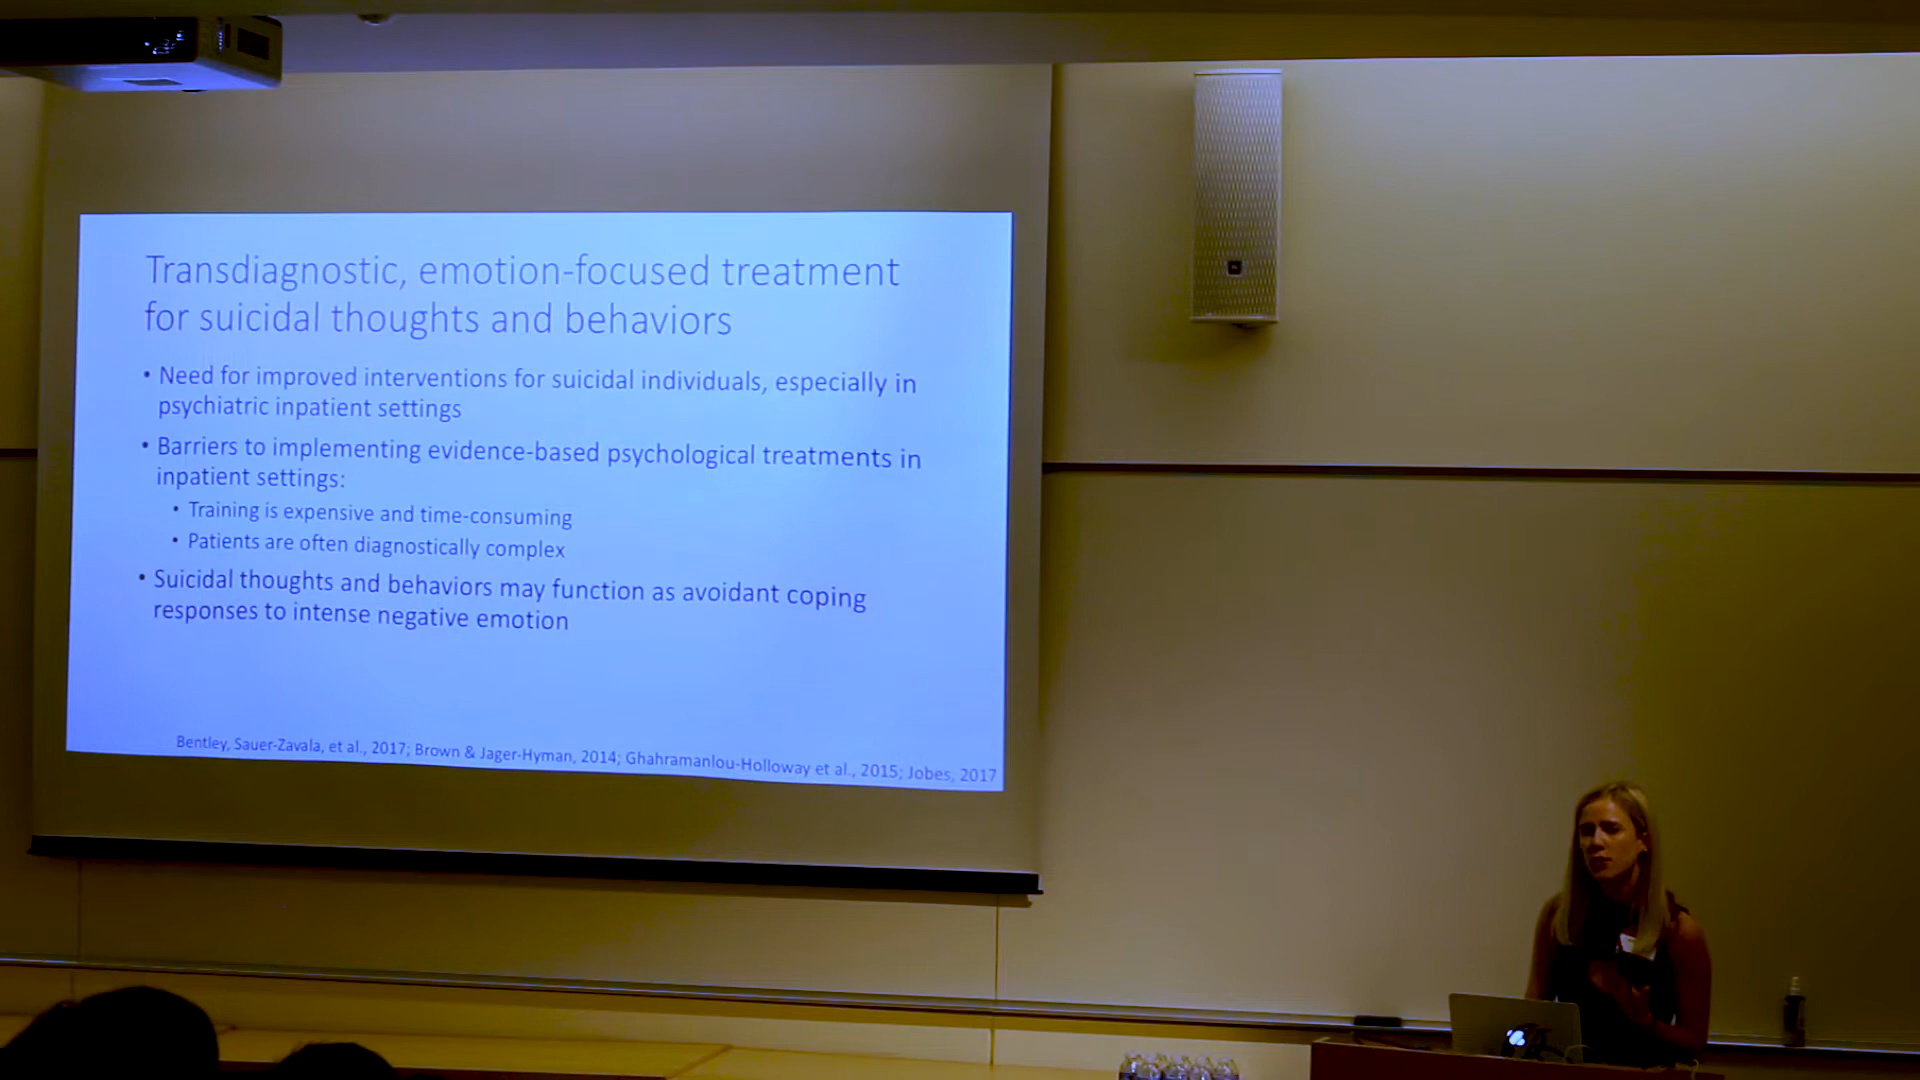 Transdiagnostic, emotion-focused treatment
for suicidal thoughts and behaviors
• Need for improved interventions for suicidal individuals, especially in
psychiatric inpatient settings
• Barriers to implementing evidence-based psychological treatments in
inpatient settings:
• Training is expensive and time-consuming
• Patients are often diagnostically complex
• Suicidal thoughts and behaviors may function as avoidant coping
responses to intense negative emotion
Bentley, Sauer-Zavala, et al., 2017; Brown & Jager-Hyman, 2014; Ghahramanlou-Holloway et al., 2015; Jobes, 2017